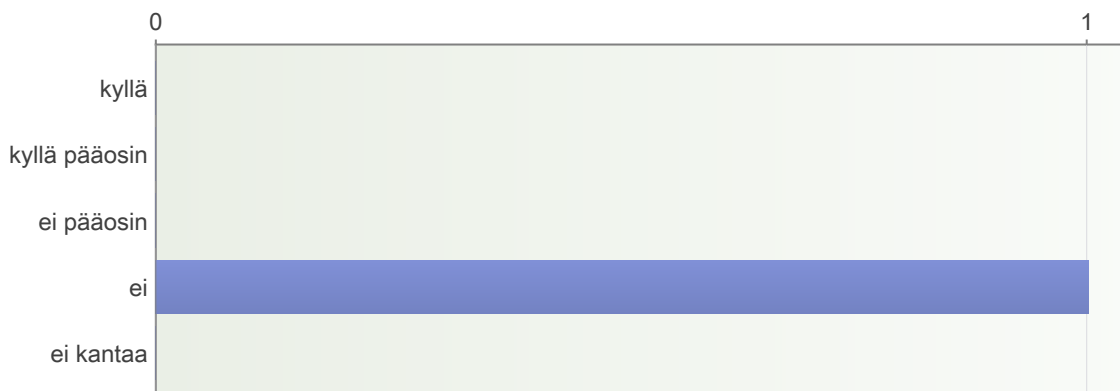 0 1
kyllä
kyllä pääosin
ei pääosin
ei
ei kantaa